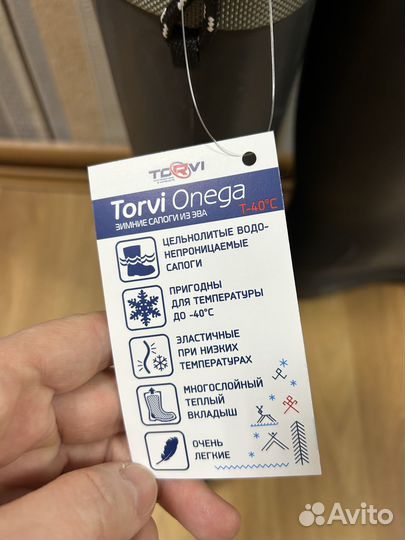 TORVI
Torvi Onega
ЗИМНИЕ САПОГИ ИЗ ЭВА
T-40°C
ЦЕЛЬНОЛИТЫЕ ВОДО-
НЕПРОНИЦАЕМЫЕ
САПОГИ
ПРИГОДНЫ
ДЛЯ ТЕМПЕРАТУРЫ
ДО -40°C
ЭЛАСТИЧНЫЕ
ПРИ НИЗКИХ
ТЕМПЕРАТУРАХ
МНОГОСЛОЙНЫЙ
ТЕПЛЫЙ
ВКЛАДЫШ
ОЧЕНЬ
ЛЕГКИЕ
Avito